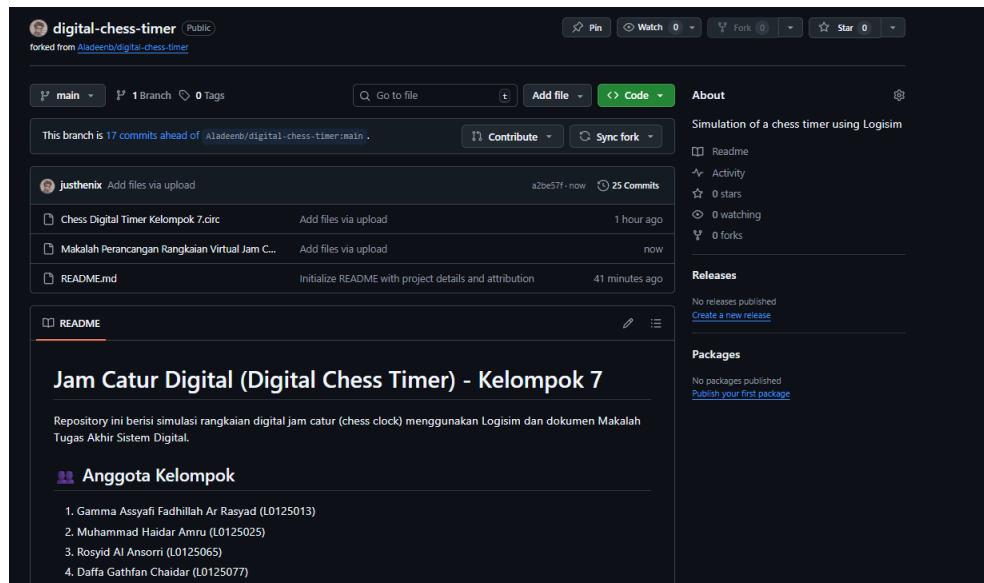 digital-chess-timer Public
Pin Watch 0 Fork 0 Star 0
forked from Aladeenb/digital-chess-timer
main 1 Branch 0 Tags Go to file t Add file Code
This branch is 17 commits ahead of Aladeenb/digital-chess-timer:main .
Contribute Sync fork
justhenix Add files via upload a2be57f · now 25 Commits
Chess Digital Timer Kelompok 7.circ Add files via upload 1 hour ago
Makalah Perancangan Rangkaian Virtual Jam C... Add files via upload now
README.md Initialize README with project details and attribution 41 minutes ago
README
Jam Catur Digital (Digital Chess Timer) - Kelompok 7
Repository ini berisi simulasi rangkaian digital jam catur (chess clock) menggunakan Logisim dan dokumen Makalah
Tugas Akhir Sistem Digital.
Anggota Kelompok
1. Gamma Assyafi Fadhillah Ar Rasyad (L0125013)
2. Muhammad Haidar Amru (L0125025)
3. Rosyid Al Ansorri (L0125065)
4. Daffa Gathfan Chaidar (L0125077)
About
Simulation of a chess timer using Logisim
Readme
Activity
0 stars
0 watching
0 forks
Releases
No releases published
Create a new release
Packages
No packages published
Publish your first package